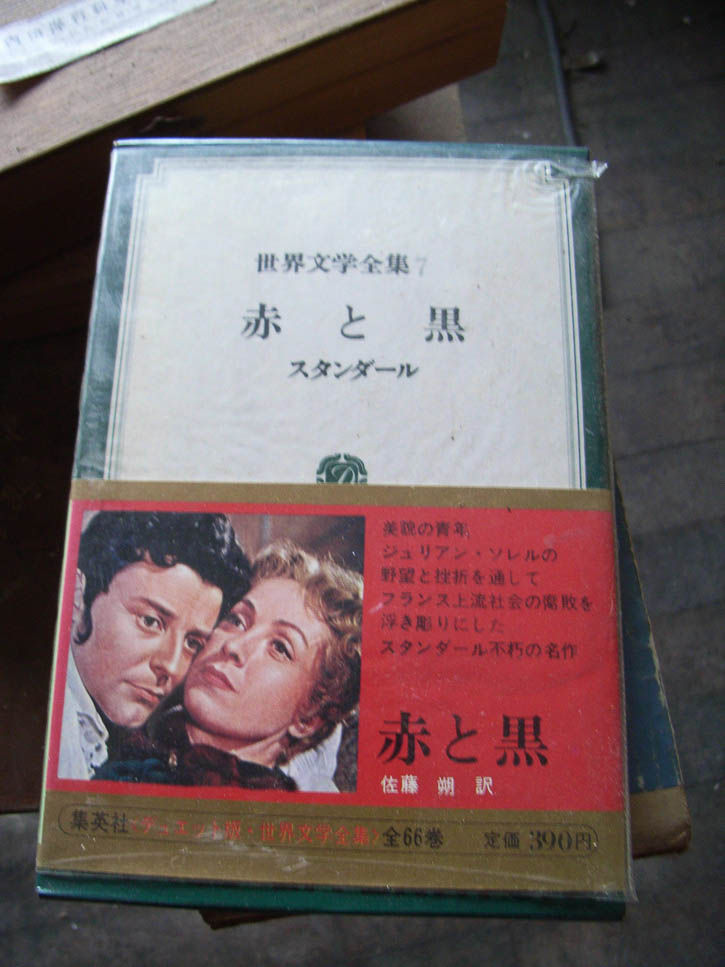 世界文学全集7
赤と黒
スタンダール
美貌の青年
ジュリアン・ソレルの
野望と挫折を通して
フランス上流社会の腐敗を
浮き彫りにした
スタンダール不朽の名作
赤と黒
佐藤 朔 訳
集英社<デュエット版・世界文学全集>全66巻 定価 390円